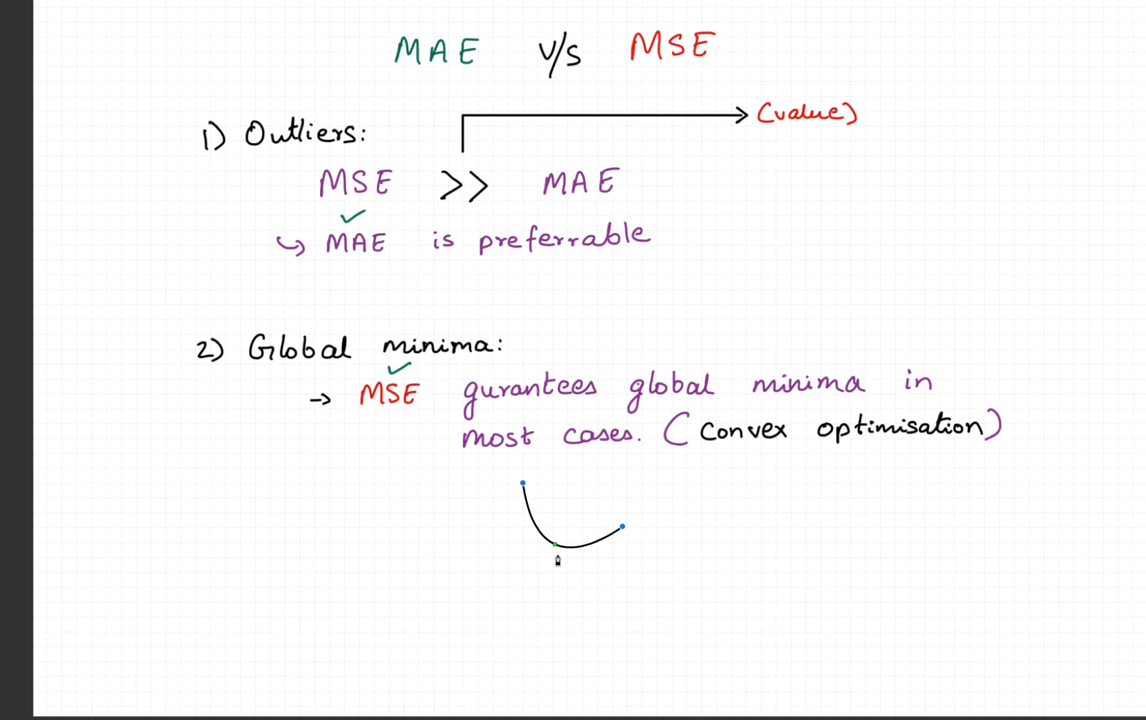 MAE V/S MSE
1) Outliers:
(value)
MSE >> MAE
↳ MAE is preferrable
2) Global minima:
→ MSE gurantees global minima in
most cases. (Convex optimisation)